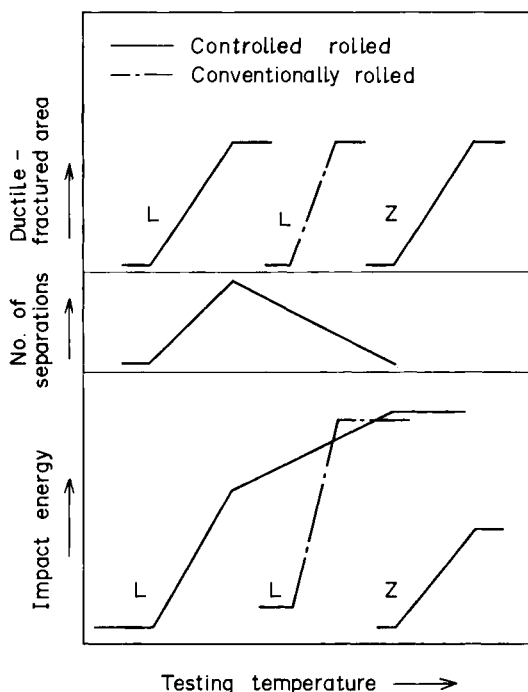 Controlled rolled
Conventionally rolled
Ductile-
fractured area
L
L
Z
No. of
separations
Impact energy
L
L
Z
Testing temperature